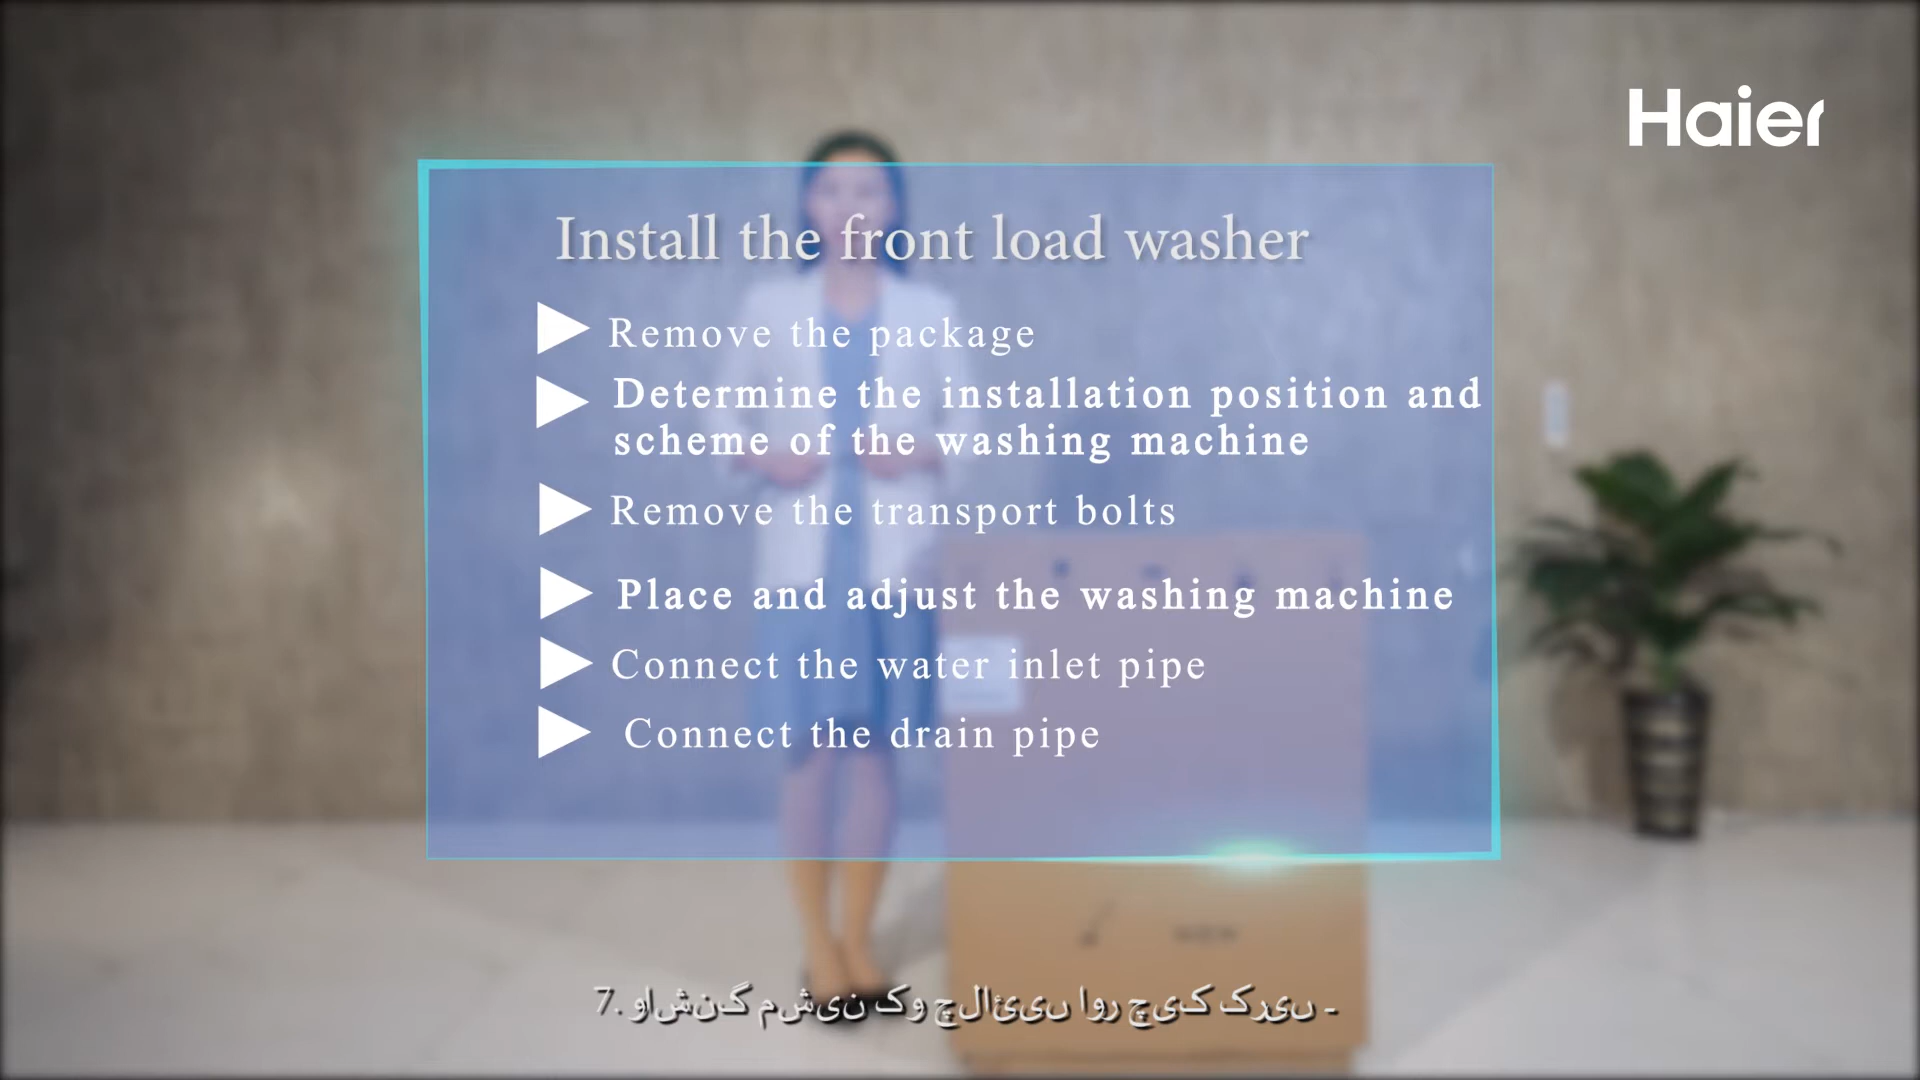 Haier
Install the front load washer
▶ Remove the package
▶ Determine the installation position and
scheme of the washing machine
▶ Remove the transport bolts
▶ Place and adjust the washing machine
▶ Connect the water inlet pipe
▶ Connect the drain pipe
7. واشنگ مشین کو چلائیں اور چیک کریں ۔